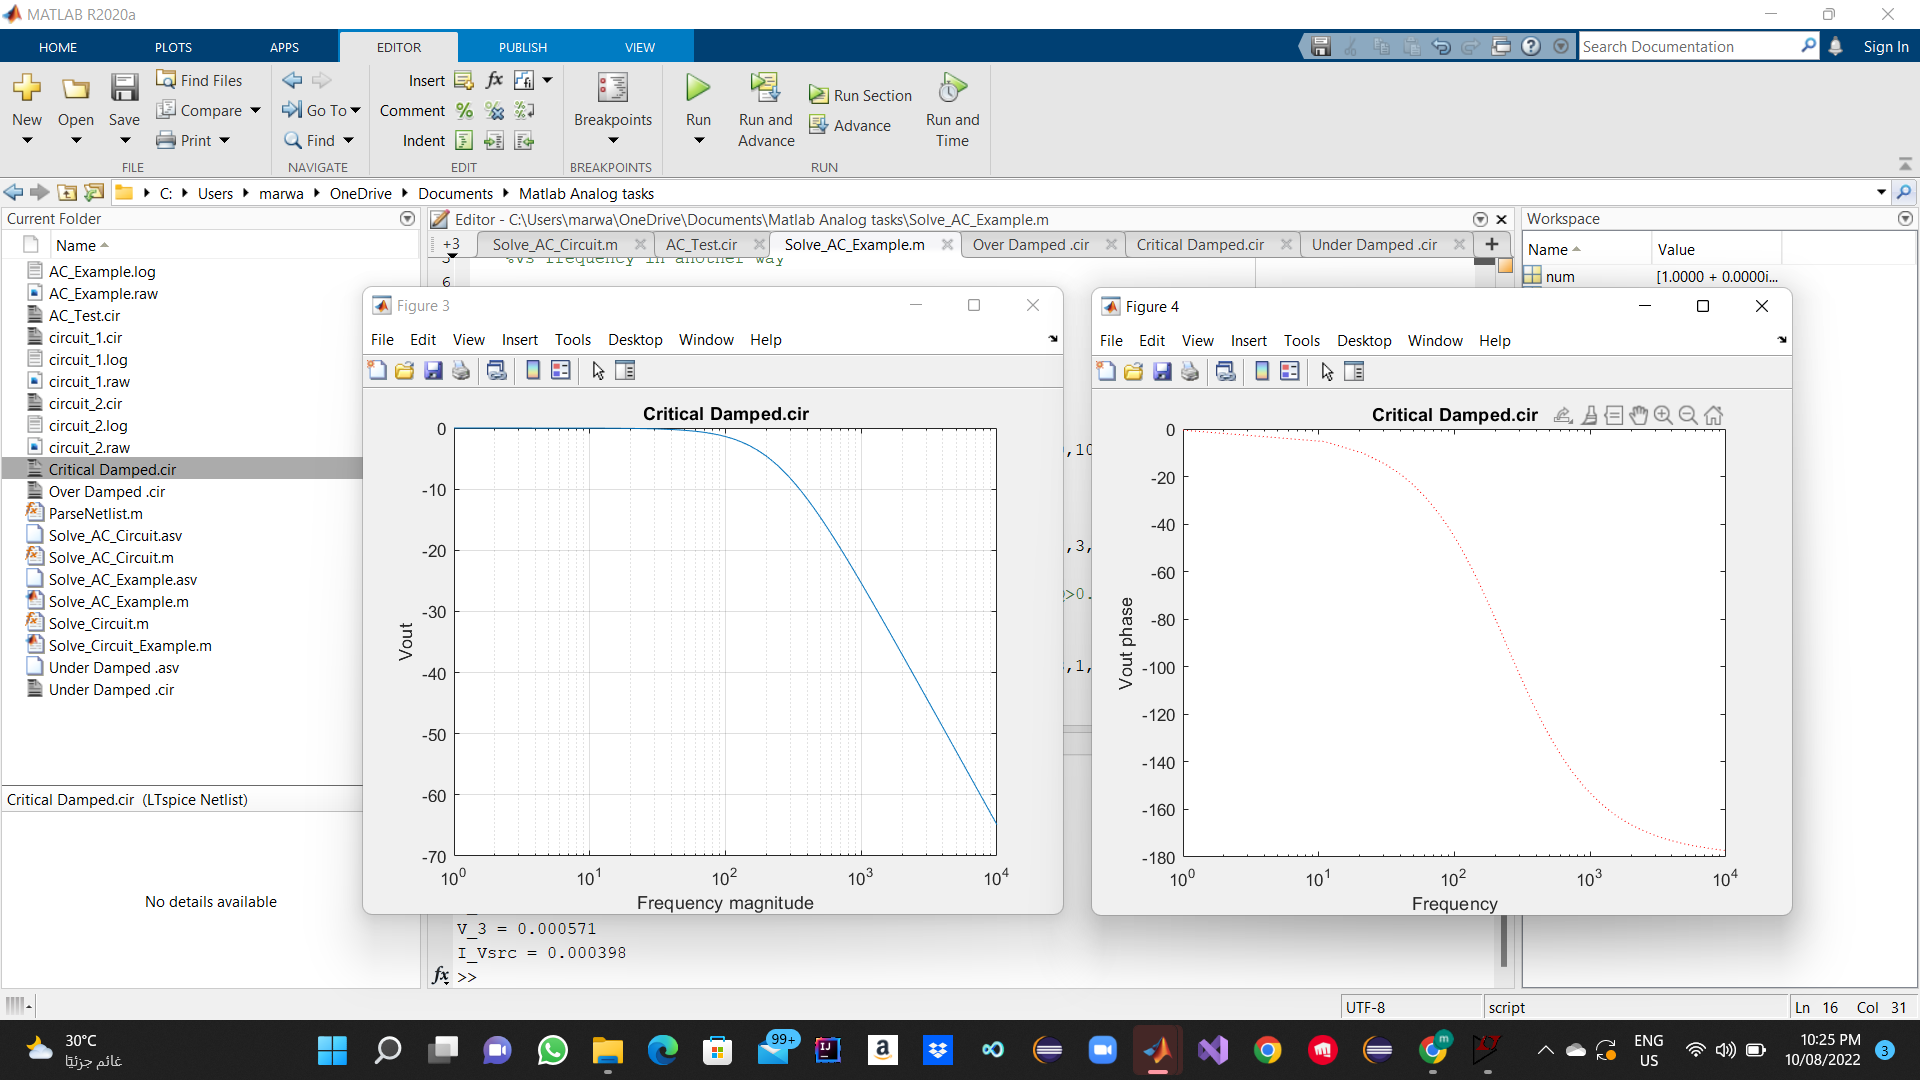 MATLAB R2020a
HOME PLOTS APPS EDITOR PUBLISH VIEW
Search Documentation
Sign In
New
Open
Save
Find Files
Compare
Print
FILE
Go To
Find
NAVIGATE
Insert
Comment
Indent
EDIT
Breakpoints
BREAKPOINTS
Run
Run and Advance
Run Section
Advance
Run and Time
RUN
C: Users marwa OneDrive Documents Matlab Analog tasks
Current Folder
Name
AC_Example.log
AC_Example.raw
AC_Test.cir
circuit_1.cir
circuit_1.log
circuit_1.raw
circuit_2.cir
circuit_2.log
circuit_2.raw
Critical Damped.cir
Over Damped .cir
ParseNetlist.m
Solve_AC_Circuit.asv
Solve_AC_Circuit.m
Solve_AC_Example.asv
Solve_AC_Example.m
Solve_Circuit.m
Solve_Circuit_Example.m
Under Damped .asv
Under Damped .cir
Critical Damped.cir (LTspice Netlist)
No details available
Editor - C:\Users\marwa\OneDrive\Documents\Matlab Analog tasks\Solve_AC_Example.m
+3 Solve_AC_Circuit.m AC_Test.cir Solve_AC_Example.m Over Damped .cir Critical Damped.cir Under Damped .cir
5 %vs frequency in another way
6
,10
,3,
>0.
,1,
Workspace
Name Value
num [1.0000 + 0.0000i...
Figure 3
File Edit View Insert Tools Desktop Window Help
Critical Damped.cir
0
-10
-20
-30
-40
-50
-60
-70
Vout
10^0 10^1 10^2 10^3 10^4
Frequency magnitude
Figure 4
File Edit View Insert Tools Desktop Window Help
Critical Damped.cir
0
-20
-40
-60
-80
-100
-120
-140
-160
-180
Vout phase
10^0 10^1 10^2 10^3 10^4
Frequency
V_3 = 0.000571
I_Vsrc = 0.000398
fx >>
UTF-8
script
Ln 16 Col 31
30°C
غائم جزئيًا
99+
ENG
US
10:25 PM
10/08/2022
3